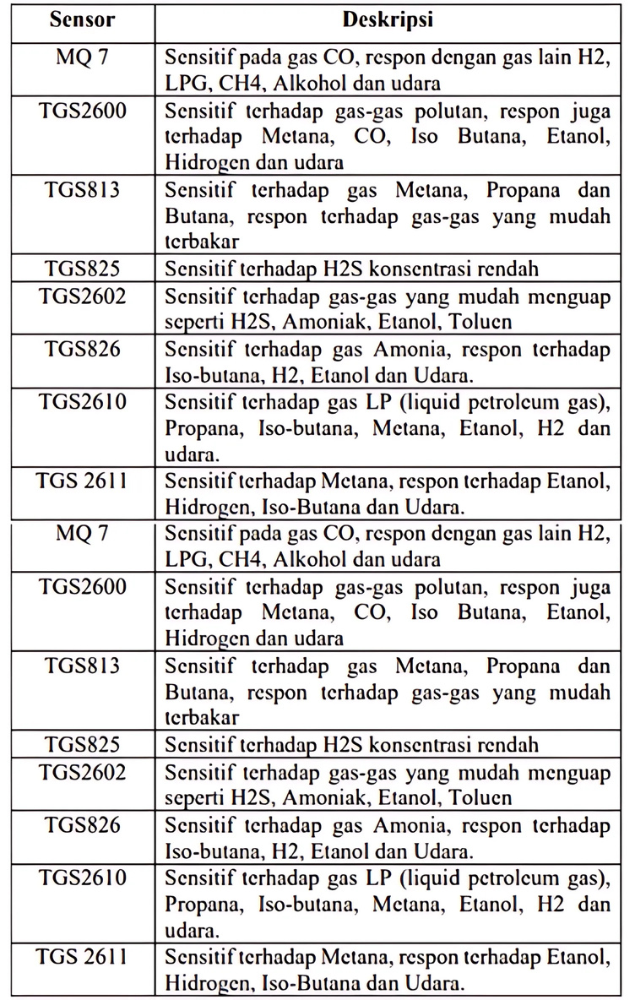 Sensor Deskripsi
MQ 7 Sensitif pada gas CO, respon dengan gas lain H2,
LPG, CH4, Alkohol dan udara
TGS2600 Sensitif terhadap gas-gas polutan, respon juga
terhadap Metana, CO, Iso Butana, Etanol,
Hidrogen dan udara
TGS813 Sensitif terhadap gas Metana, Propana dan
Butana, respon terhadap gas-gas yang mudah
terbakar
TGS825 Sensitif terhadap H2S konsentrasi rendah
TGS2602 Sensitif terhadap gas-gas yang mudah menguap
seperti H2S, Amoniak, Etanol, Toluen
TGS826 Sensitif terhadap gas Amonia, respon terhadap
Iso-butana, H2, Etanol dan Udara.
TGS2610 Sensitif terhadap gas LP (liquid petroleum gas),
Propana, Iso-butana, Metana, Etanol, H2 dan
udara.
TGS 2611 Sensitif terhadap Metana, respon terhadap Etanol,
Hidrogen, Iso-Butana dan Udara.
MQ 7 Sensitif pada gas CO, respon dengan gas lain H2,
LPG, CH4, Alkohol dan udara
TGS2600 Sensitif terhadap gas-gas polutan, respon juga
terhadap Metana, CO, Iso Butana, Etanol,
Hidrogen dan udara
TGS813 Sensitif terhadap gas Metana, Propana dan
Butana, respon terhadap gas-gas yang mudah
terbakar
TGS825 Sensitif terhadap H2S konsentrasi rendah
TGS2602 Sensitif terhadap gas-gas yang mudah menguap
seperti H2S, Amoniak, Etanol, Toluen
TGS826 Sensitif terhadap gas Amonia, respon terhadap
Iso-butana, H2, Etanol dan Udara.
TGS2610 Sensitif terhadap gas LP (liquid petroleum gas),
Propana, Iso-butana, Metana, Etanol, H2 dan
udara.
TGS 2611 Sensitif terhadap Metana, respon terhadap Etanol,
Hidrogen, Iso-Butana dan Udara.